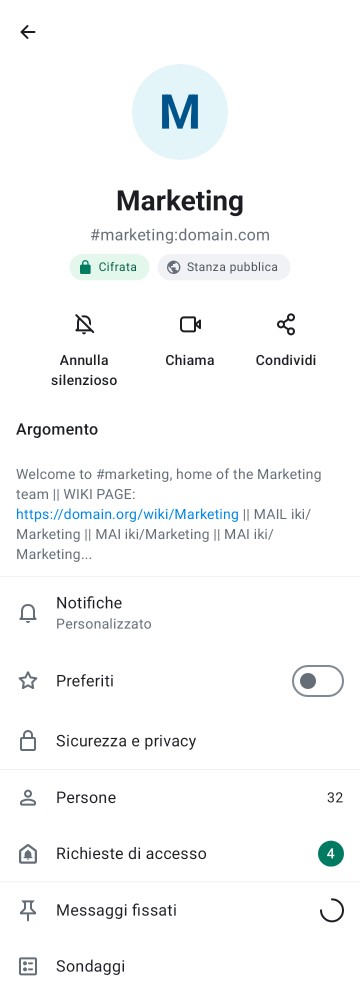 M
Marketing
#marketing:domain.com
Cifrata
Stanza pubblica
Annulla
silenzioso
Chiama
Condividi
Argomento
Welcome to #marketing, home of the Marketing
team || WIKI PAGE:
https://domain.org/wiki/Marketing || MAIL iki/
Marketing || MAI iki/Marketing || MAI iki/
Marketing...
Notifiche
Personalizzato
Preferiti
Sicurezza e privacy
Persone 32
Richieste di accesso 4
Messaggi fissati
Sondaggi